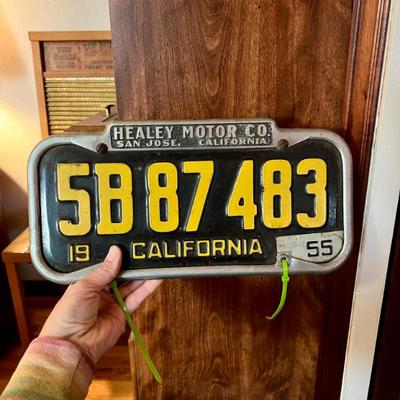 HEALEY MOTOR CO.
SAN JOSE, CALIFORNIA
5B 87 483
19 CALIFORNIA 55